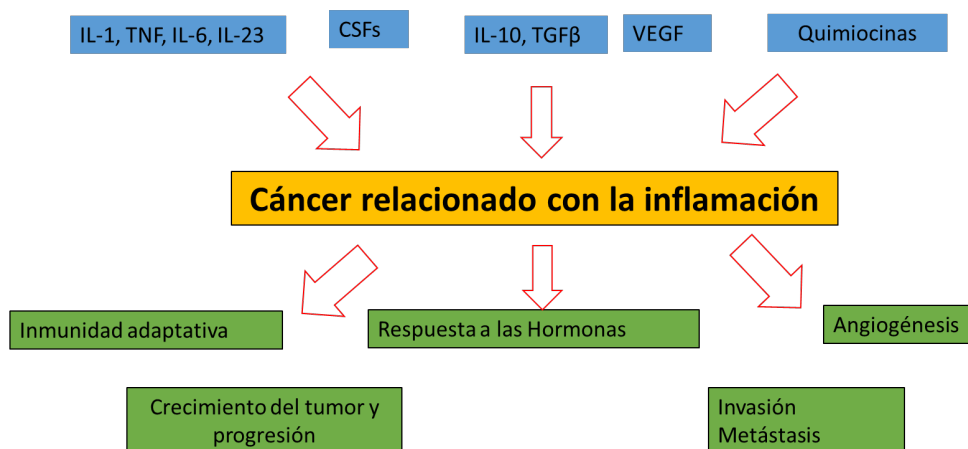 IL-1, TNF, IL-6, IL-23
CSFs
IL-10, TGFβ
VEGF
Quimiocinas
Cáncer relacionado con la inflamación
Inmunidad adaptativa
Respuesta a las Hormonas
Angiogénesis
Crecimiento del tumor y
progresión
Invasión
Metástasis